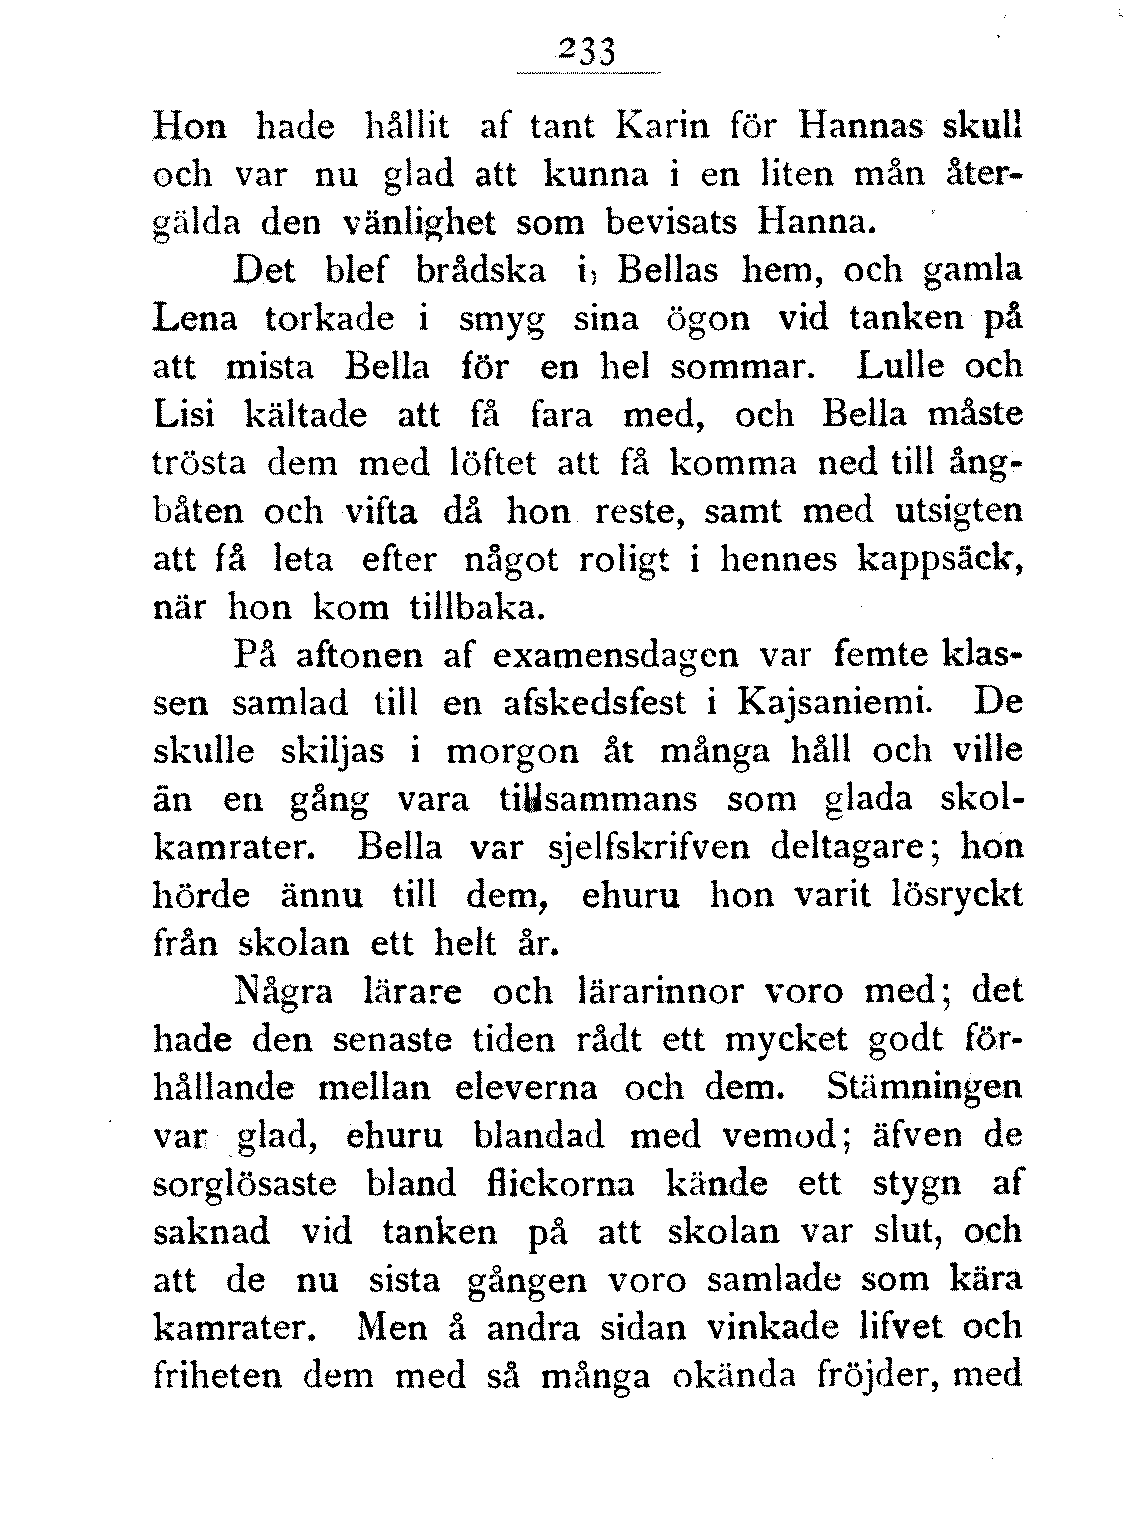 233
Hon hade hållit af tant Karin för Hannas skull
och var nu glad att kunna i en liten mån åter-
gälda den vänlighet som bevisats Hanna.
Det blef brådska i, Bellas hem, och gamla
Lena torkade i smyg sina ögon vid tanken på
att mista Bella för en hel sommar. Lulle och
Lisi kältade att få fara med, och Bella måste
trösta dem med löftet att få komma ned till ång-
båten och vifta då hon reste, samt med utsigten
att få leta efter något roligt i hennes kappsäck,
när hon kom tillbaka.
På aftonen af examensdagen var femte klas-
sen samlad till en afskedsfest i Kajsaniemi. De
skulle skiljas i morgon åt många håll och ville
än en gång vara tillsammans som glada skol-
kamrater. Bella var sjelfskrifven deltagare; hon
hörde ännu till dem, ehuru hon varit lösryckt
från skolan ett helt år.
Några lärare och lärarinnor voro med; det
hade den senaste tiden rådt ett mycket godt för-
hållande mellan eleverna och dem. Stämningen
var glad, ehuru blandad med vemod; äfven de
sorglösaste bland flickorna kände ett stygn af
saknad vid tanken på att skolan var slut, och
att de nu sista gången voro samlade som kära
kamrater. Men å andra sidan vinkade lifvet och
friheten dem med så många okända fröjder, med